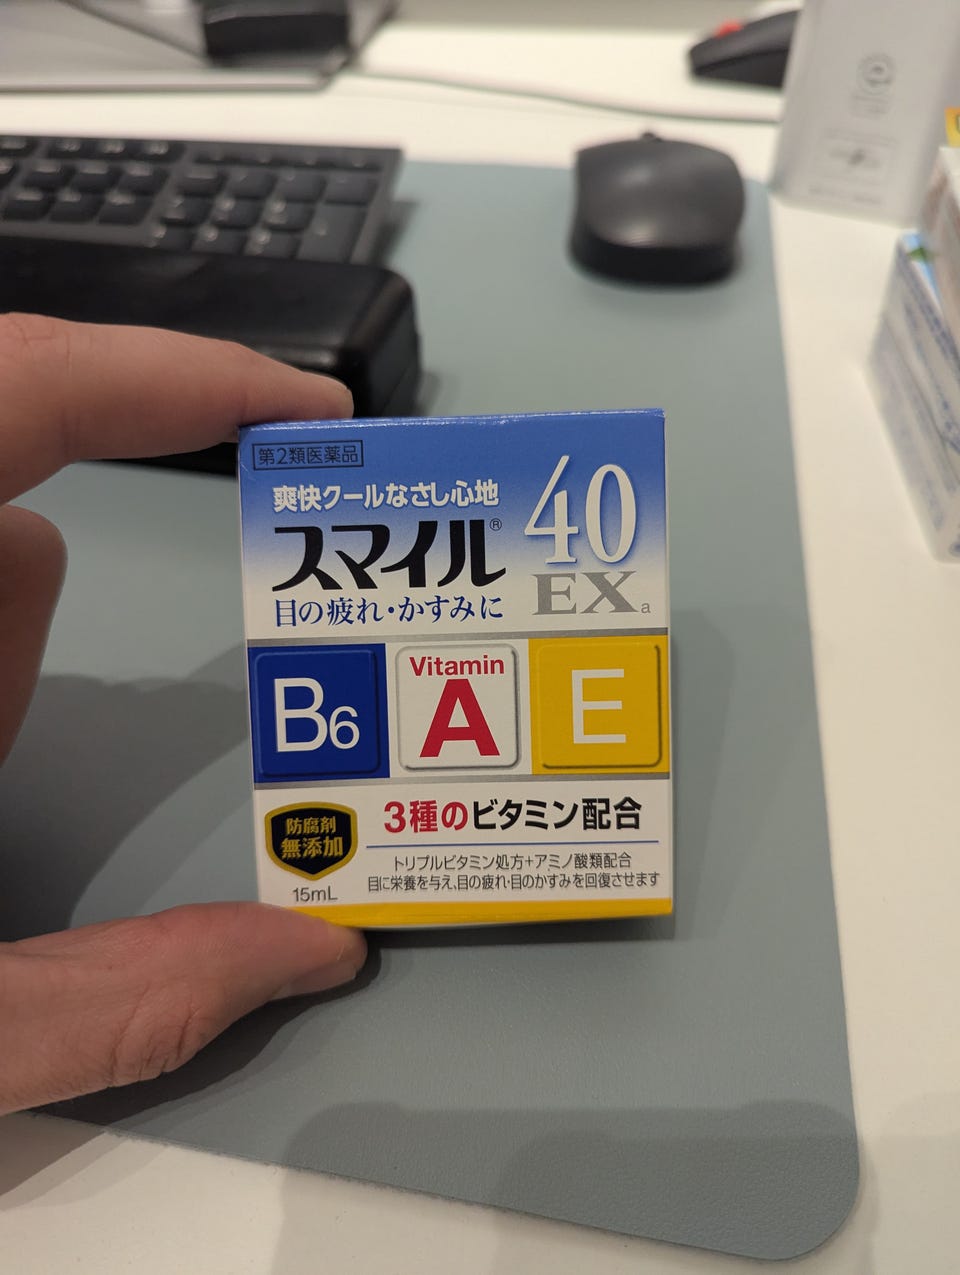 第2類医薬品
爽快クールなさし心地
スマイル® 40
EXa
目の疲れ・かすみに
B6
Vitamin
A
E
3種のビタミン配合
防腐剤
無添加
トリプルビタミン処方+アミノ酸類配合
目に栄養を与え、目の疲れ・目のかすみを回復させます
15mL